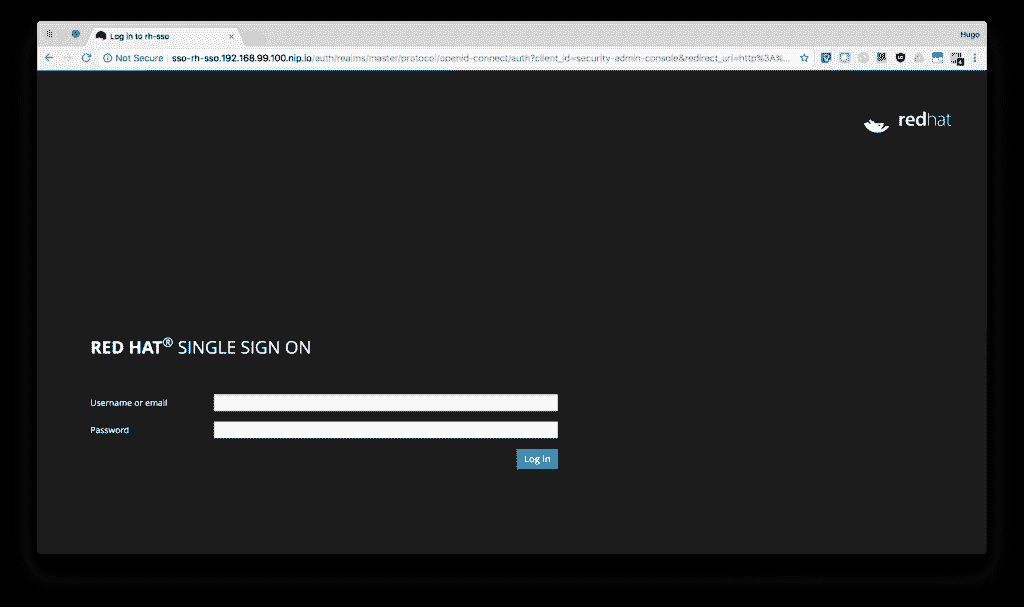 Log in to rh-sso
Hugo
Not Secure
sso-rh-sso.192.168.99.100.nip.io/auth/realms/master/protocol/openid-connect/auth?client_id=security-admin-console&redirect_uri=http%3A%...
redhat
RED HAT® SINGLE SIGN ON
Username or email
Password
Log in